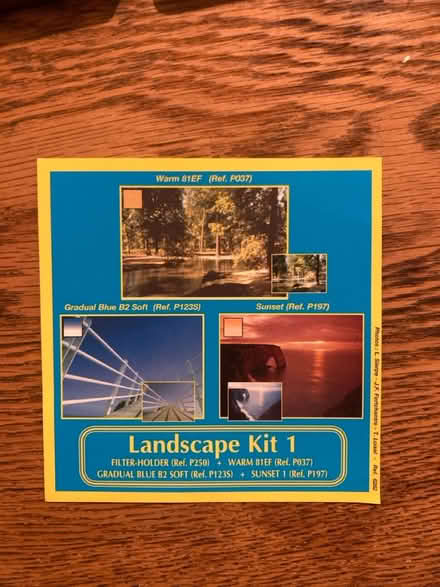 Warm 81EF (Ref. P037)
Gradual Blue B2 Soft (Ref. P123S)
Sunset (Ref. P197)
Landscape Kit 1
FILTER-HOLDER (Ref. P250) + WARM 81EF (Ref. P037)
GRADUAL BLUE B2 SOFT (Ref. P123S) + SUNSET 1 (Ref. P197)
Photos : L.